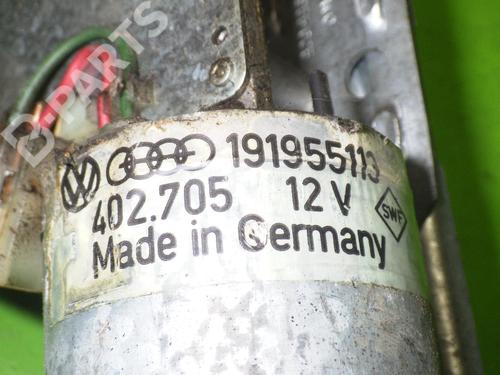 B-PARTS
191955113
402.705 12 V
SWF
Made in Germany